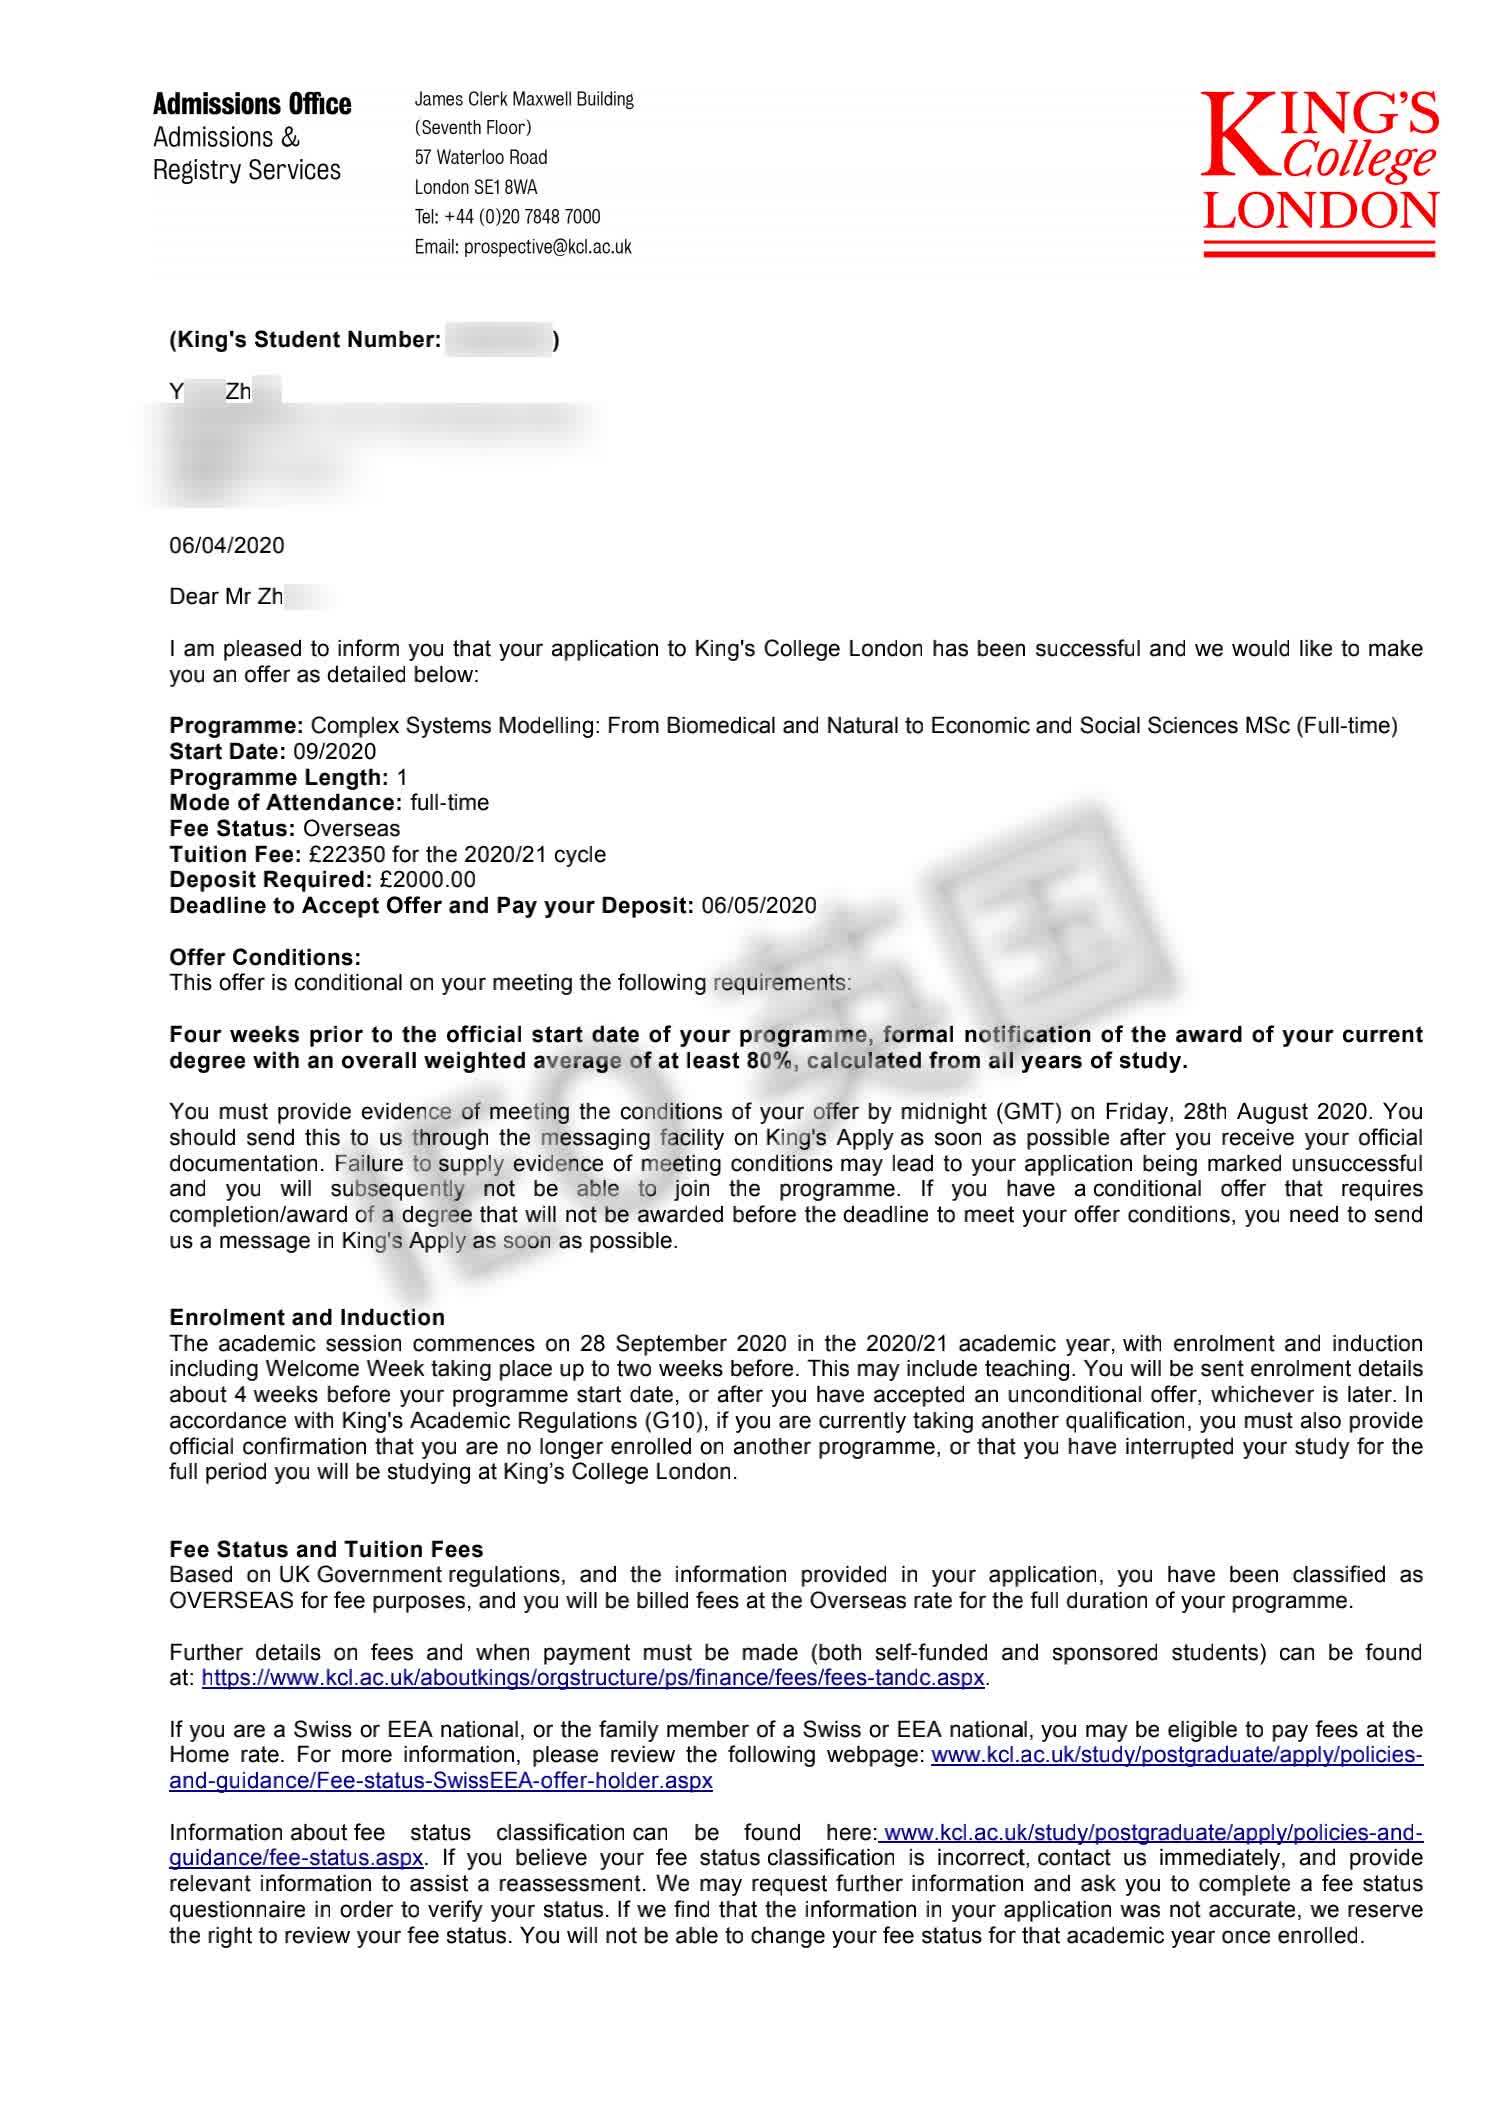 Admissions Office
Admissions &
Registry Services
James Clerk Maxwell Building
(Seventh Floor)
57 Waterloo Road
London SE1 8WA
Tel: +44 (0)20 7848 7000
Email: prospective@kcl.ac.uk
KING'S
College
LONDON
(King's Student Number: )
Y Zh
06/04/2020
Dear Mr Zh
I am pleased to inform you that your application to King's College London has been successful and we would like to make
you an offer as detailed below:
Programme: Complex Systems Modelling: From Biomedical and Natural to Economic and Social Sciences MSc (Full-time)
Start Date: 09/2020
Programme Length: 1
Mode of Attendance: full-time
Fee Status: Overseas
Tuition Fee: £22350 for the 2020/21 cycle
Deposit Required: £2000.00
Deadline to Accept Offer and Pay your Deposit: 06/05/2020
Offer Conditions:
This offer is conditional on your meeting the following requirements:
Four weeks prior to the official start date of your programme, formal notification of the award of your current
degree with an overall weighted average of at least 80%, calculated from all years of study.
You must provide evidence of meeting the conditions of your offer by midnight (GMT) on Friday, 28th August 2020. You
should send this to us through the messaging facility on King's Apply as soon as possible after you receive your official
documentation. Failure to supply evidence of meeting conditions may lead to your application being marked unsuccessful
and you will subsequently not be able to join the programme. If you have a conditional offer that requires
completion/award of a degree that will not be awarded before the deadline to meet your offer conditions, you need to send
us a message in King's Apply as soon as possible.
IEO 英国
Enrolment and Induction
The academic session commences on 28 September 2020 in the 2020/21 academic year, with enrolment and induction
including Welcome Week taking place up to two weeks before. This may include teaching. You will be sent enrolment details
about 4 weeks before your programme start date, or after you have accepted an unconditional offer, whichever is later. In
accordance with King's Academic Regulations (G10), if you are currently taking another qualification, you must also provide
official confirmation that you are no longer enrolled on another programme, or that you have interrupted your study for the
full period you will be studying at King's College London.
Fee Status and Tuition Fees
Based on UK Government regulations, and the information provided in your application, you have been classified as
OVERSEAS for fee purposes, and you will be billed fees at the Overseas rate for the full duration of your programme.
Further details on fees and when payment must be made (both self-funded and sponsored students) can be found
at: https://www.kcl.ac.uk/aboutkings/orgstructure/ps/finance/fees/fees-tandc.aspx.
If you are a Swiss or EEA national, or the family member of a Swiss or EEA national, you may be eligible to pay fees at the
Home rate. For more information, please review the following webpage: www.kcl.ac.uk/study/postgraduate/apply/policies-
and-guidance/Fee-status-SwissEEA-offer-holder.aspx
Information about fee status classification can be found here: www.kcl.ac.uk/study/postgraduate/apply/policies-and-
guidance/fee-status.aspx. If you believe your fee status classification is incorrect, contact us immediately, and provide
relevant information to assist a reassessment. We may request further information and ask you to complete a fee status
questionnaire in order to verify your status. If we find that the information in your application was not accurate, we reserve
the right to review your fee status. You will not be able to change your fee status for that academic year once enrolled.